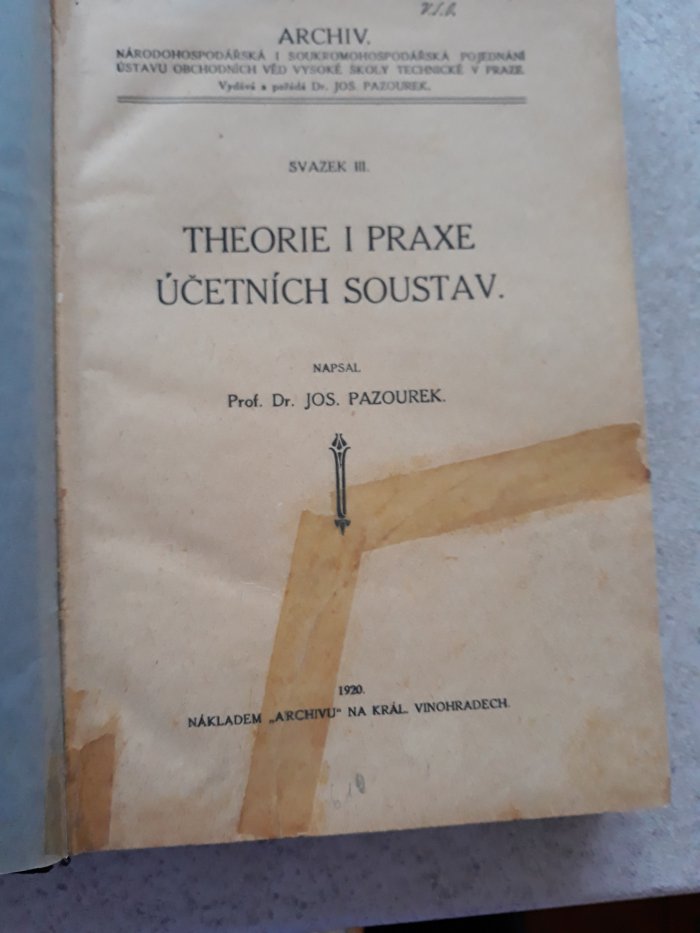 ARCHIV.
NÁRODOHOSPODÁŘSKÁ I SOUKROMOHOSPODÁŘSKÁ POJEDNÁNÍ
ÚSTAVU OBCHODNÍCH VĚD VYSOKÉ ŠKOLY TECHNICKÉ V PRAZE.
Vydává a pořádá Dr. JOS. PAZOUREK.
SVAZEK III.
THEORIE I PRAXE
ÚČETNÍCH SOUSTAV.
NAPSAL
Prof. Dr. JOS. PAZOUREK.
1920.
NÁKLADEM „ARCHIVU“ NA KRÁL. VINOHRADECH.